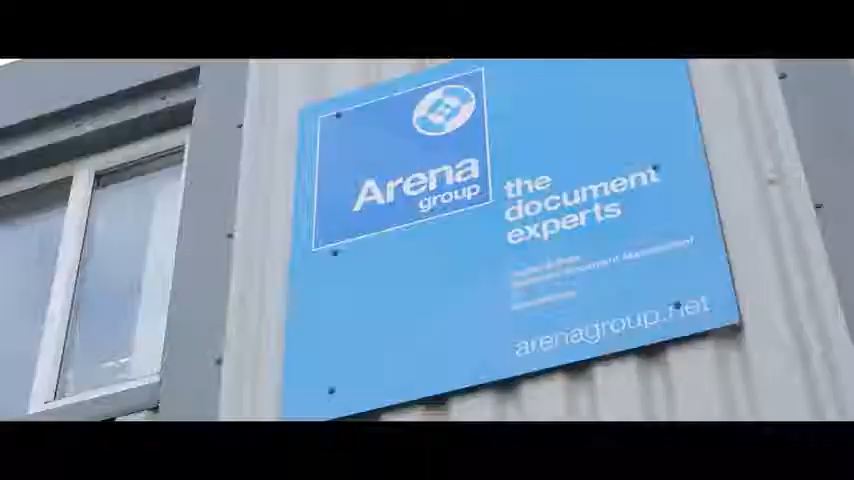 Arena
group
the
document
experts
arenagroup.net